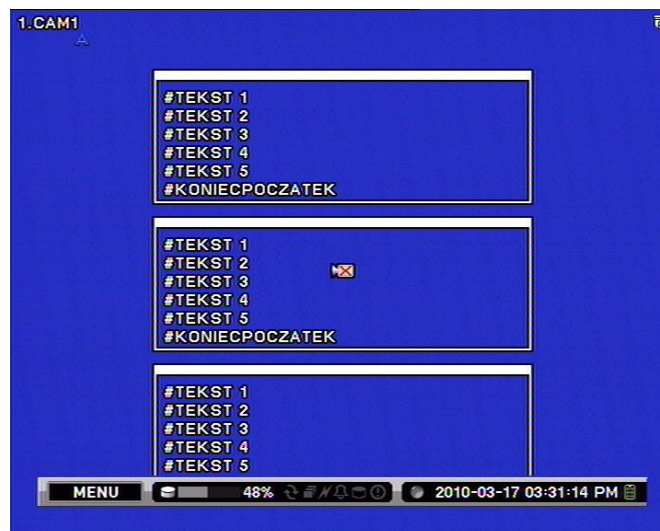 1.CAM1
A
#TEKST 1
#TEKST 2
#TEKST 3
#TEKST 4
#TEKST 5
#KONIECPOCZATEK
#TEKST 1
#TEKST 2
#TEKST 3
#TEKST 4
#TEKST 5
#KONIECPOCZATEK
#TEKST 1
#TEKST 2
#TEKST 3
#TEKST 4
#TEKST 5
MENU 48% 2010-03-17 03:31:14 PM